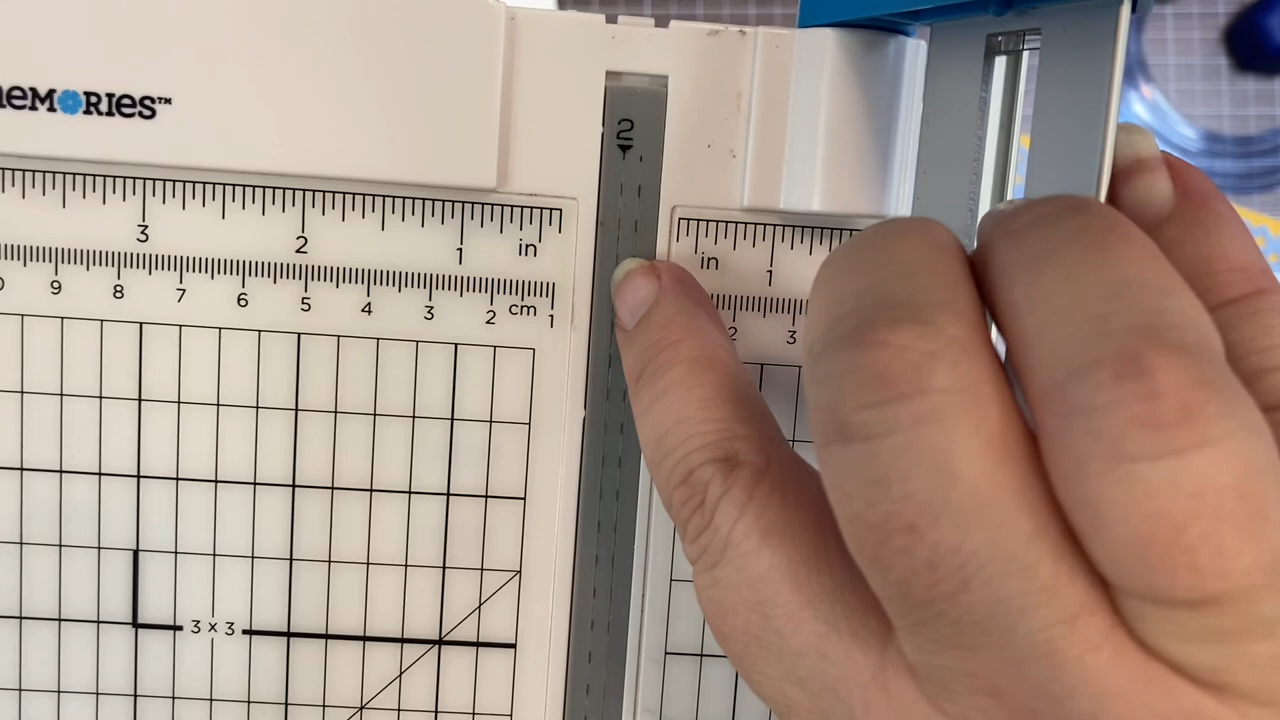 memories™
2
3 2 1 in
in 1
9 8 7 6 5 4 3 2 cm 1
2 3
3 x 3